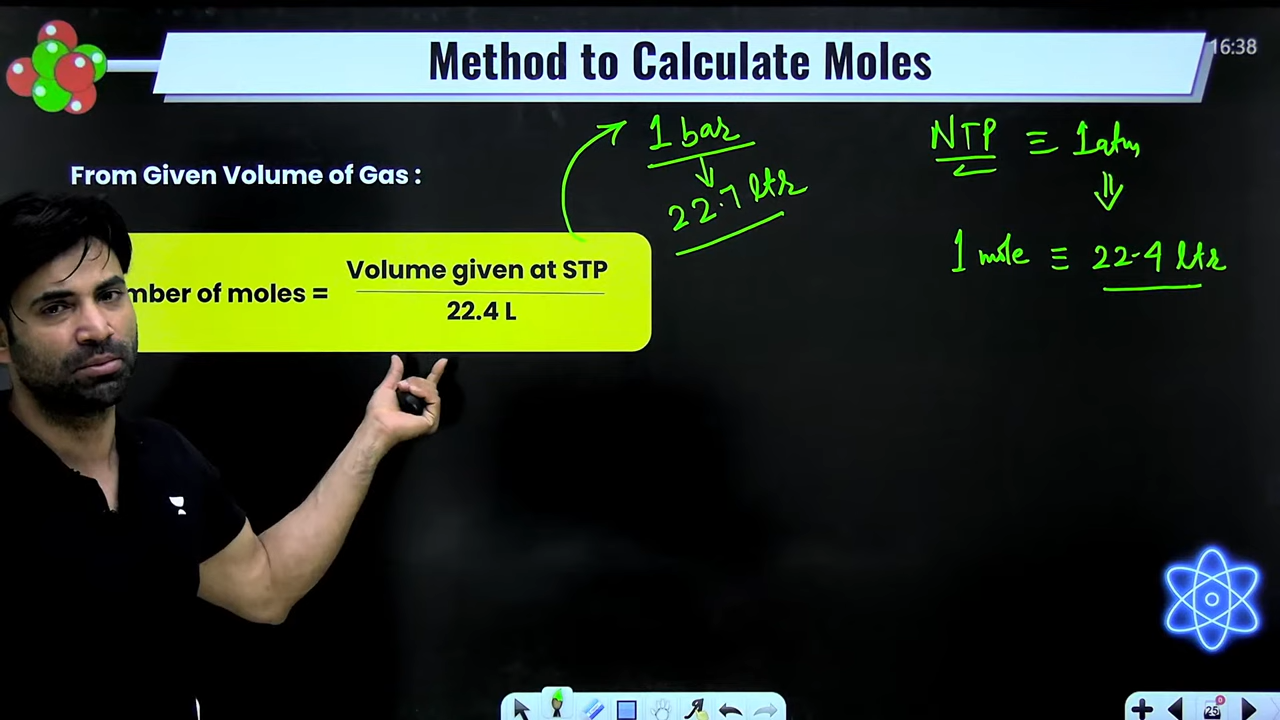 Method to Calculate Moles
16:38
From Given Volume of Gas :
mber of moles = Volume given at STP
22.4 L
1 bar
22.7 ltr
NTP ≡ 1atm
1 mole ≡ 22.4 ltr
25